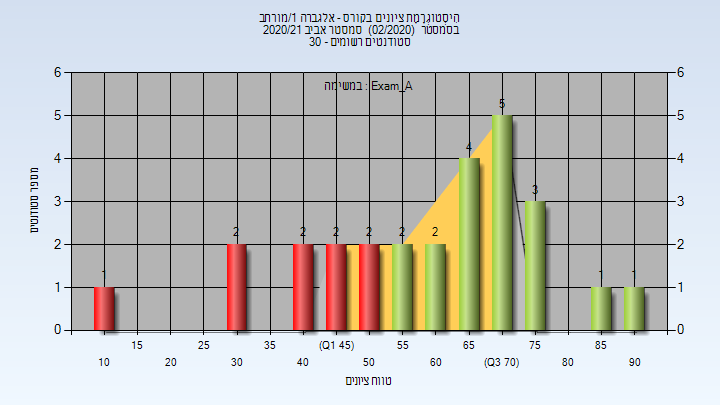 הִיסְטוֹגְרָמַת ציונים בקורס - אלגברה 1/מורחב
בסמסטר (02/2020) סמסטר אביב 2020/21
סטודנטים רשומים - 30
במשימה : Exam_A
מספר סטודנטים
6 6
5 5
4 4
3 3
2 2
1 1
0 0
1 2 2 2 2 2 2 4 5 3 1 1
15 25 35 (Q1 45) 55 65 75 85
10 20 30 40 50 60 (Q3 70) 80 90
טווח ציונים